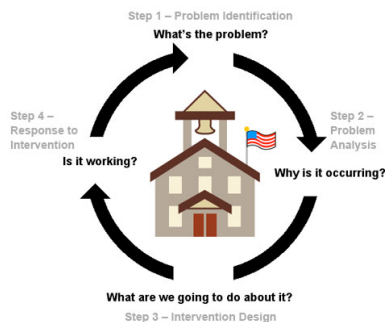 Step 1 – Problem Identification
What's the problem?
Step 2 –
Problem
Analysis
Why is it occurring?
What are we going to do about it?
Step 3 – Intervention Design
Step 4 –
Response to
Intervention
Is it working?